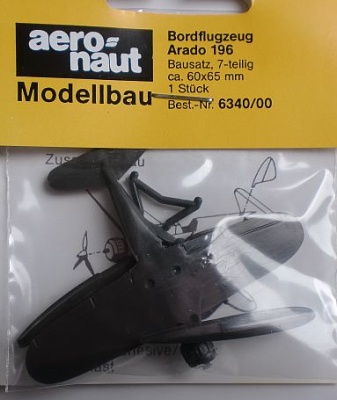 aero-
naut
Modellbau
Bordflugzeug
Arado 196
Bausatz, 7-teilig
ca. 60x65 mm
1 Stück
Best.-Nr. 6340/00